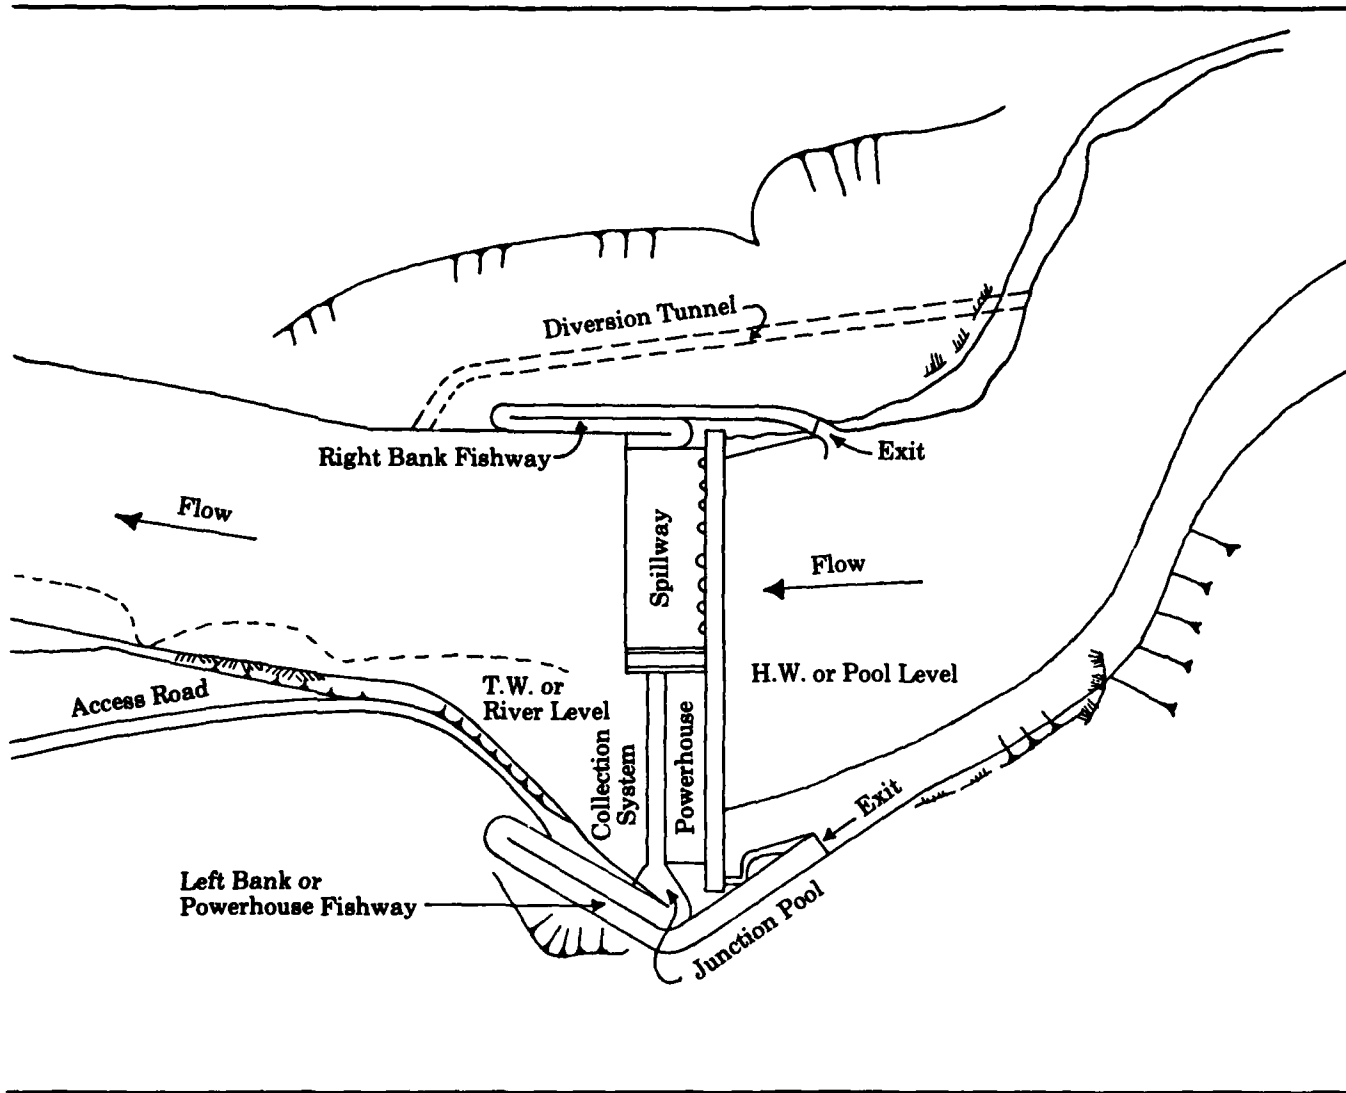 Diversion Tunnel
Right Bank Fishway
Exit
Flow
Spillway
Flow
T.W. or
River Level
H.W. or Pool Level
Access Road
Collection
System
Powerhouse
Exit
Left Bank or
Powerhouse Fishway
Junction Pool